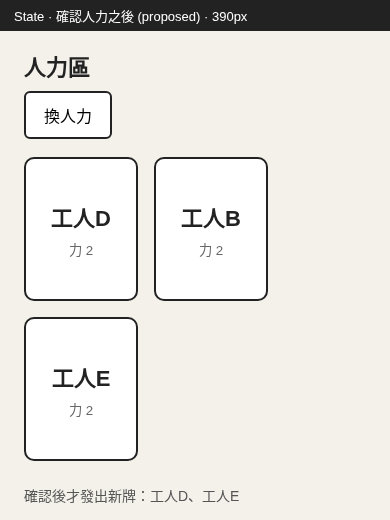 State · 確認人力之後 (proposed) · 390px
人力區
換人力
工人D
力 2
工人B
力 2
工人E
力 2
確認後才發出新牌：工人D、工人E